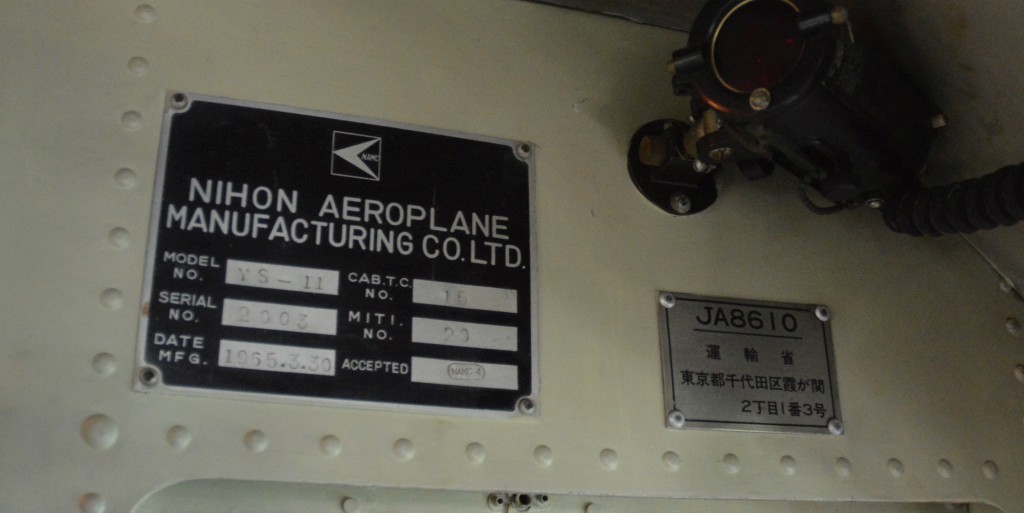 NAMC
NIHON AEROPLANE
MANUFACTURING CO. LTD.
MODEL NO. YS-11 CAB.T.C. NO. 15
SERIAL NO. 2003 MITI. NO. 20
DATE MFG. 1965.3.30 ACCEPTED NAMC-4
JA8610
運輸省
東京都千代田区霞が関
2丁目1番3号